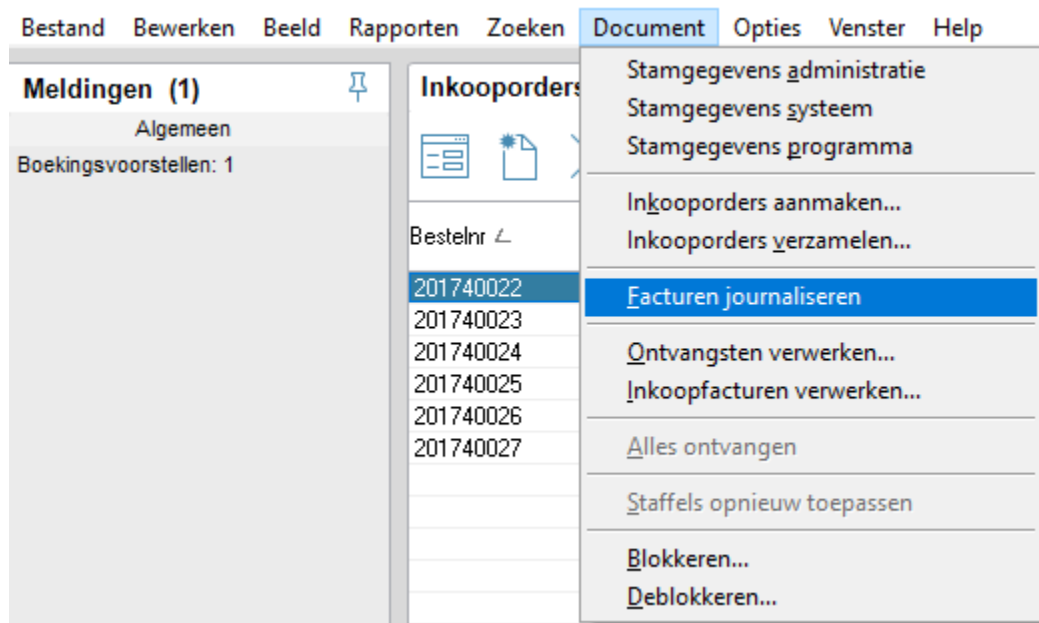 Bestand Bewerken Beeld Rapporten Zoeken Document Opties Venster Help
Meldingen (1)
Algemeen
Boekingsvoorstellen: 1
Inkooporders
Bestelnr
201740022
201740023
201740024
201740025
201740026
201740027
Stamgegevens administratie
Stamgegevens systeem
Stamgegevens programma
Inkooporders aanmaken...
Inkooporders verzamelen...
Facturen journaliseren
Ontvangsten verwerken...
Inkoopfacturen verwerken...
Alles ontvangen
Staffels opnieuw toepassen
Blokkeren...
Deblokkeren...